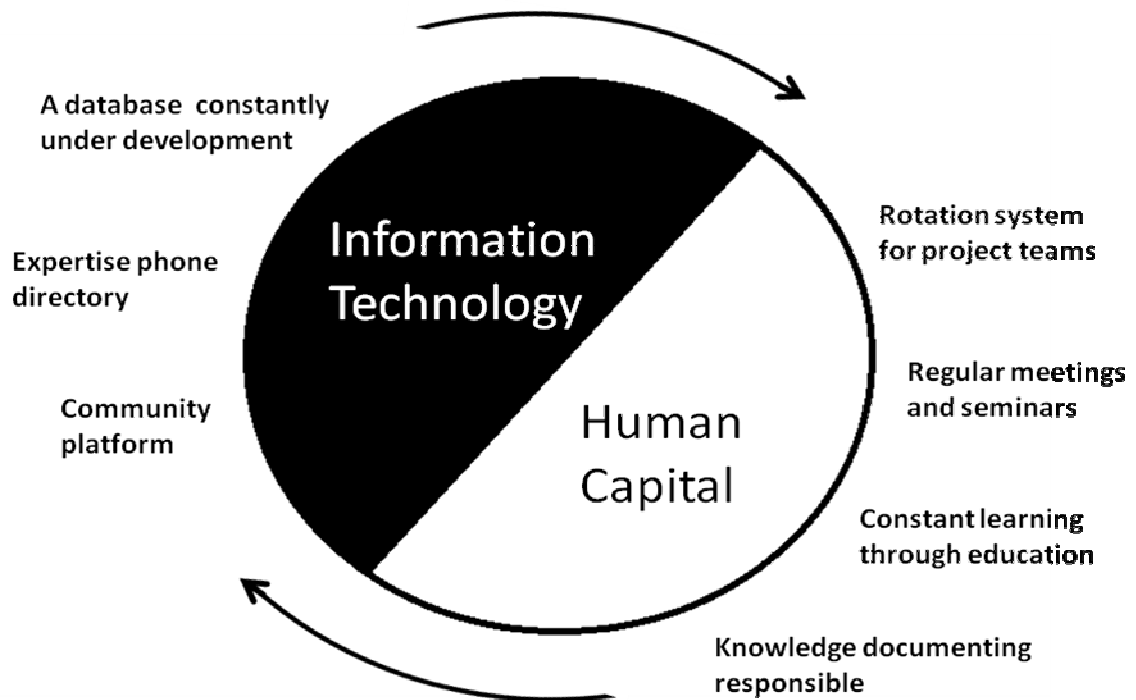 A database constantly
under development
Expertise phone
directory
Community
platform
Information
Technology
Human
Capital
Rotation system
for project teams
Regular meetings
and seminars
Constant learning
through education
Knowledge documenting
responsible